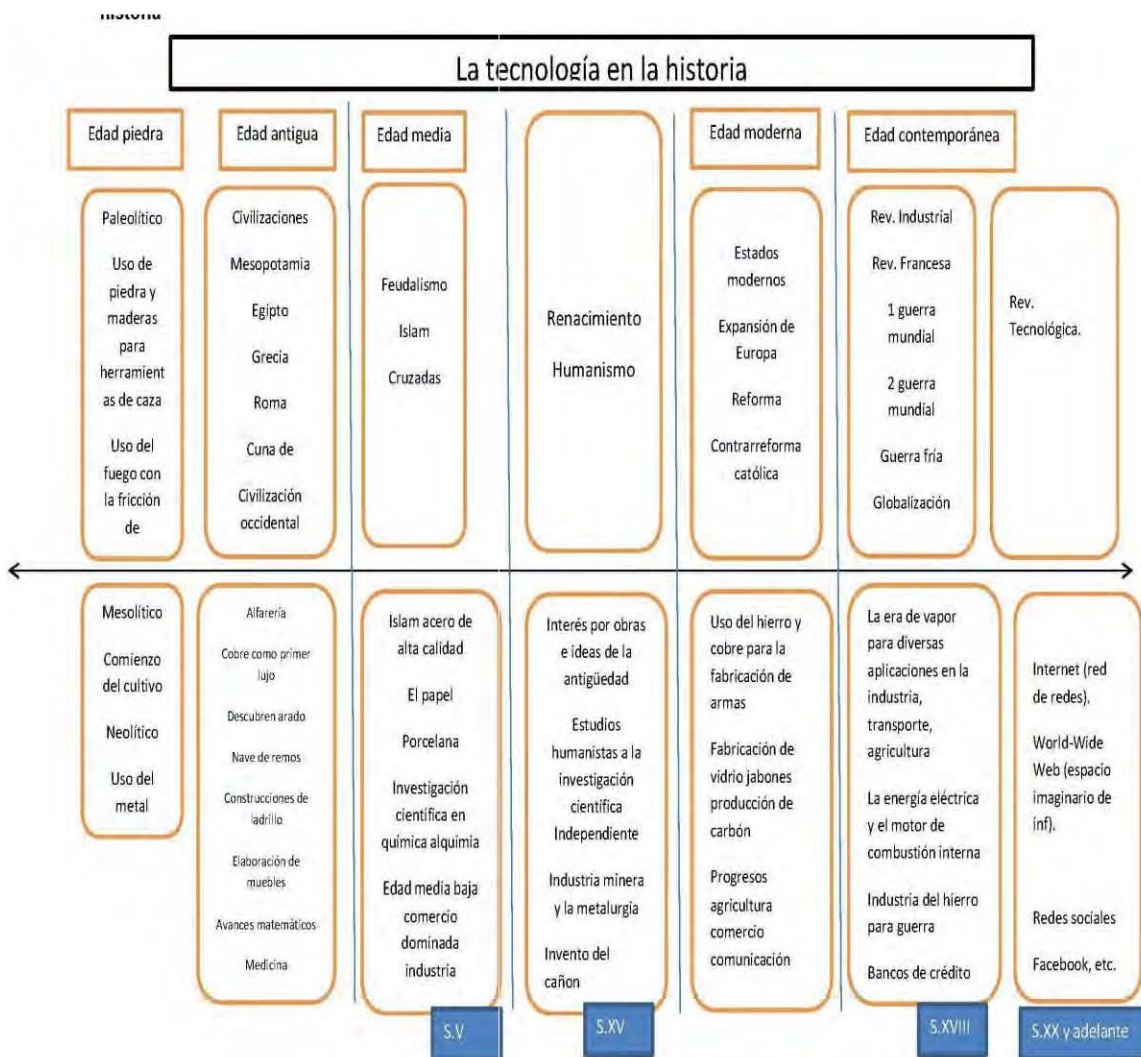 historia
La tecnología en la historia
Edad piedra
Edad antigua
Edad media
Edad moderna
Edad contemporánea
Paleolítico
Uso de
piedra y
maderas
para
herramient
as de caza
Uso del
fuego con
la fricción
de
Civilizaciones
Mesopotamia
Egipto
Grecia
Roma
Cuna de
Civilización
occidental
Feudalismo
Islam
Cruzadas
Renacimiento
Humanismo
Estados
modernos
Expansión de
Europa
Reforma
Contrarreforma
católica
Rev. Industrial
Rev. Francesa
1 guerra
mundial
2 guerra
mundial
Guerra fría
Globalización
Rev.
Tecnológica.
Mesolítico
Comienzo
del cultivo
Neolítico
Uso del
metal
Alfarería
Cobre como primer
lujo
Descubren arado
Nave de remos
Construcciones de
ladrillo
Elaboración de
muebles
Avances matemáticos
Medicina
Islam acero de
alta calidad
El papel
Porcelana
Investigación
científica en
química alquimia
Edad media baja
comercio
dominada
industria
Interés por obras
e ideas de la
antigüedad
Estudios
humanistas a la
investigación
científica
Independiente
Industria minera
y la metalurgia
Invento del
cañon
Uso del hierro y
cobre para la
fabricación de
armas
Fabricación de
vidrio jabones
producción de
carbón
Progresos
agricultura
comercio
comunicación
La era de vapor
para diversas
aplicaciones en la
industria,
transporte,
agricultura
La energía eléctrica
y el motor de
combustión interna
Industria del hierro
para guerra
Bancos de crédito
Internet (red
de redes).
World-Wide
Web (espacio
imaginario de
inf).
Redes sociales
Facebook, etc.
S.V
S.XV
S.XVIII
S.XX y adelante